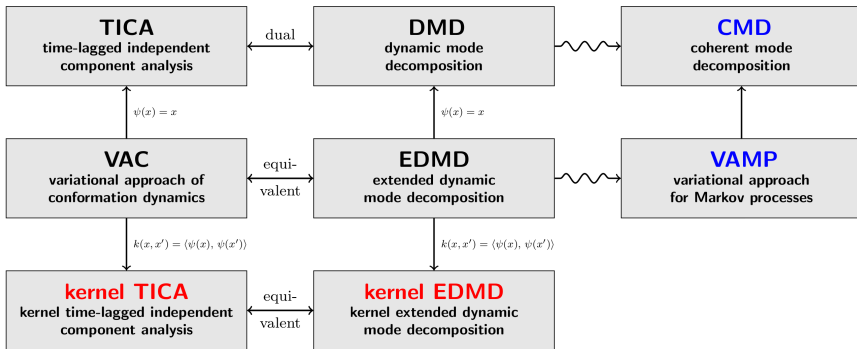 TICA
time-lagged independent
component analysis
dual
DMD
dynamic mode
decomposition
CMD
coherent mode
decomposition
ψ(x) = x
ψ(x) = x
VAC
variational approach of
conformation dynamics
equi-
valent
EDMD
extended dynamic
mode decomposition
VAMP
variational approach
for Markov processes
k(x, x′) = ⟨ψ(x), ψ(x′)⟩
k(x, x′) = ⟨ψ(x), ψ(x′)⟩
kernel TICA
kernel time-lagged independent
component analysis
equi-
valent
kernel EDMD
kernel extended dynamic
mode decomposition